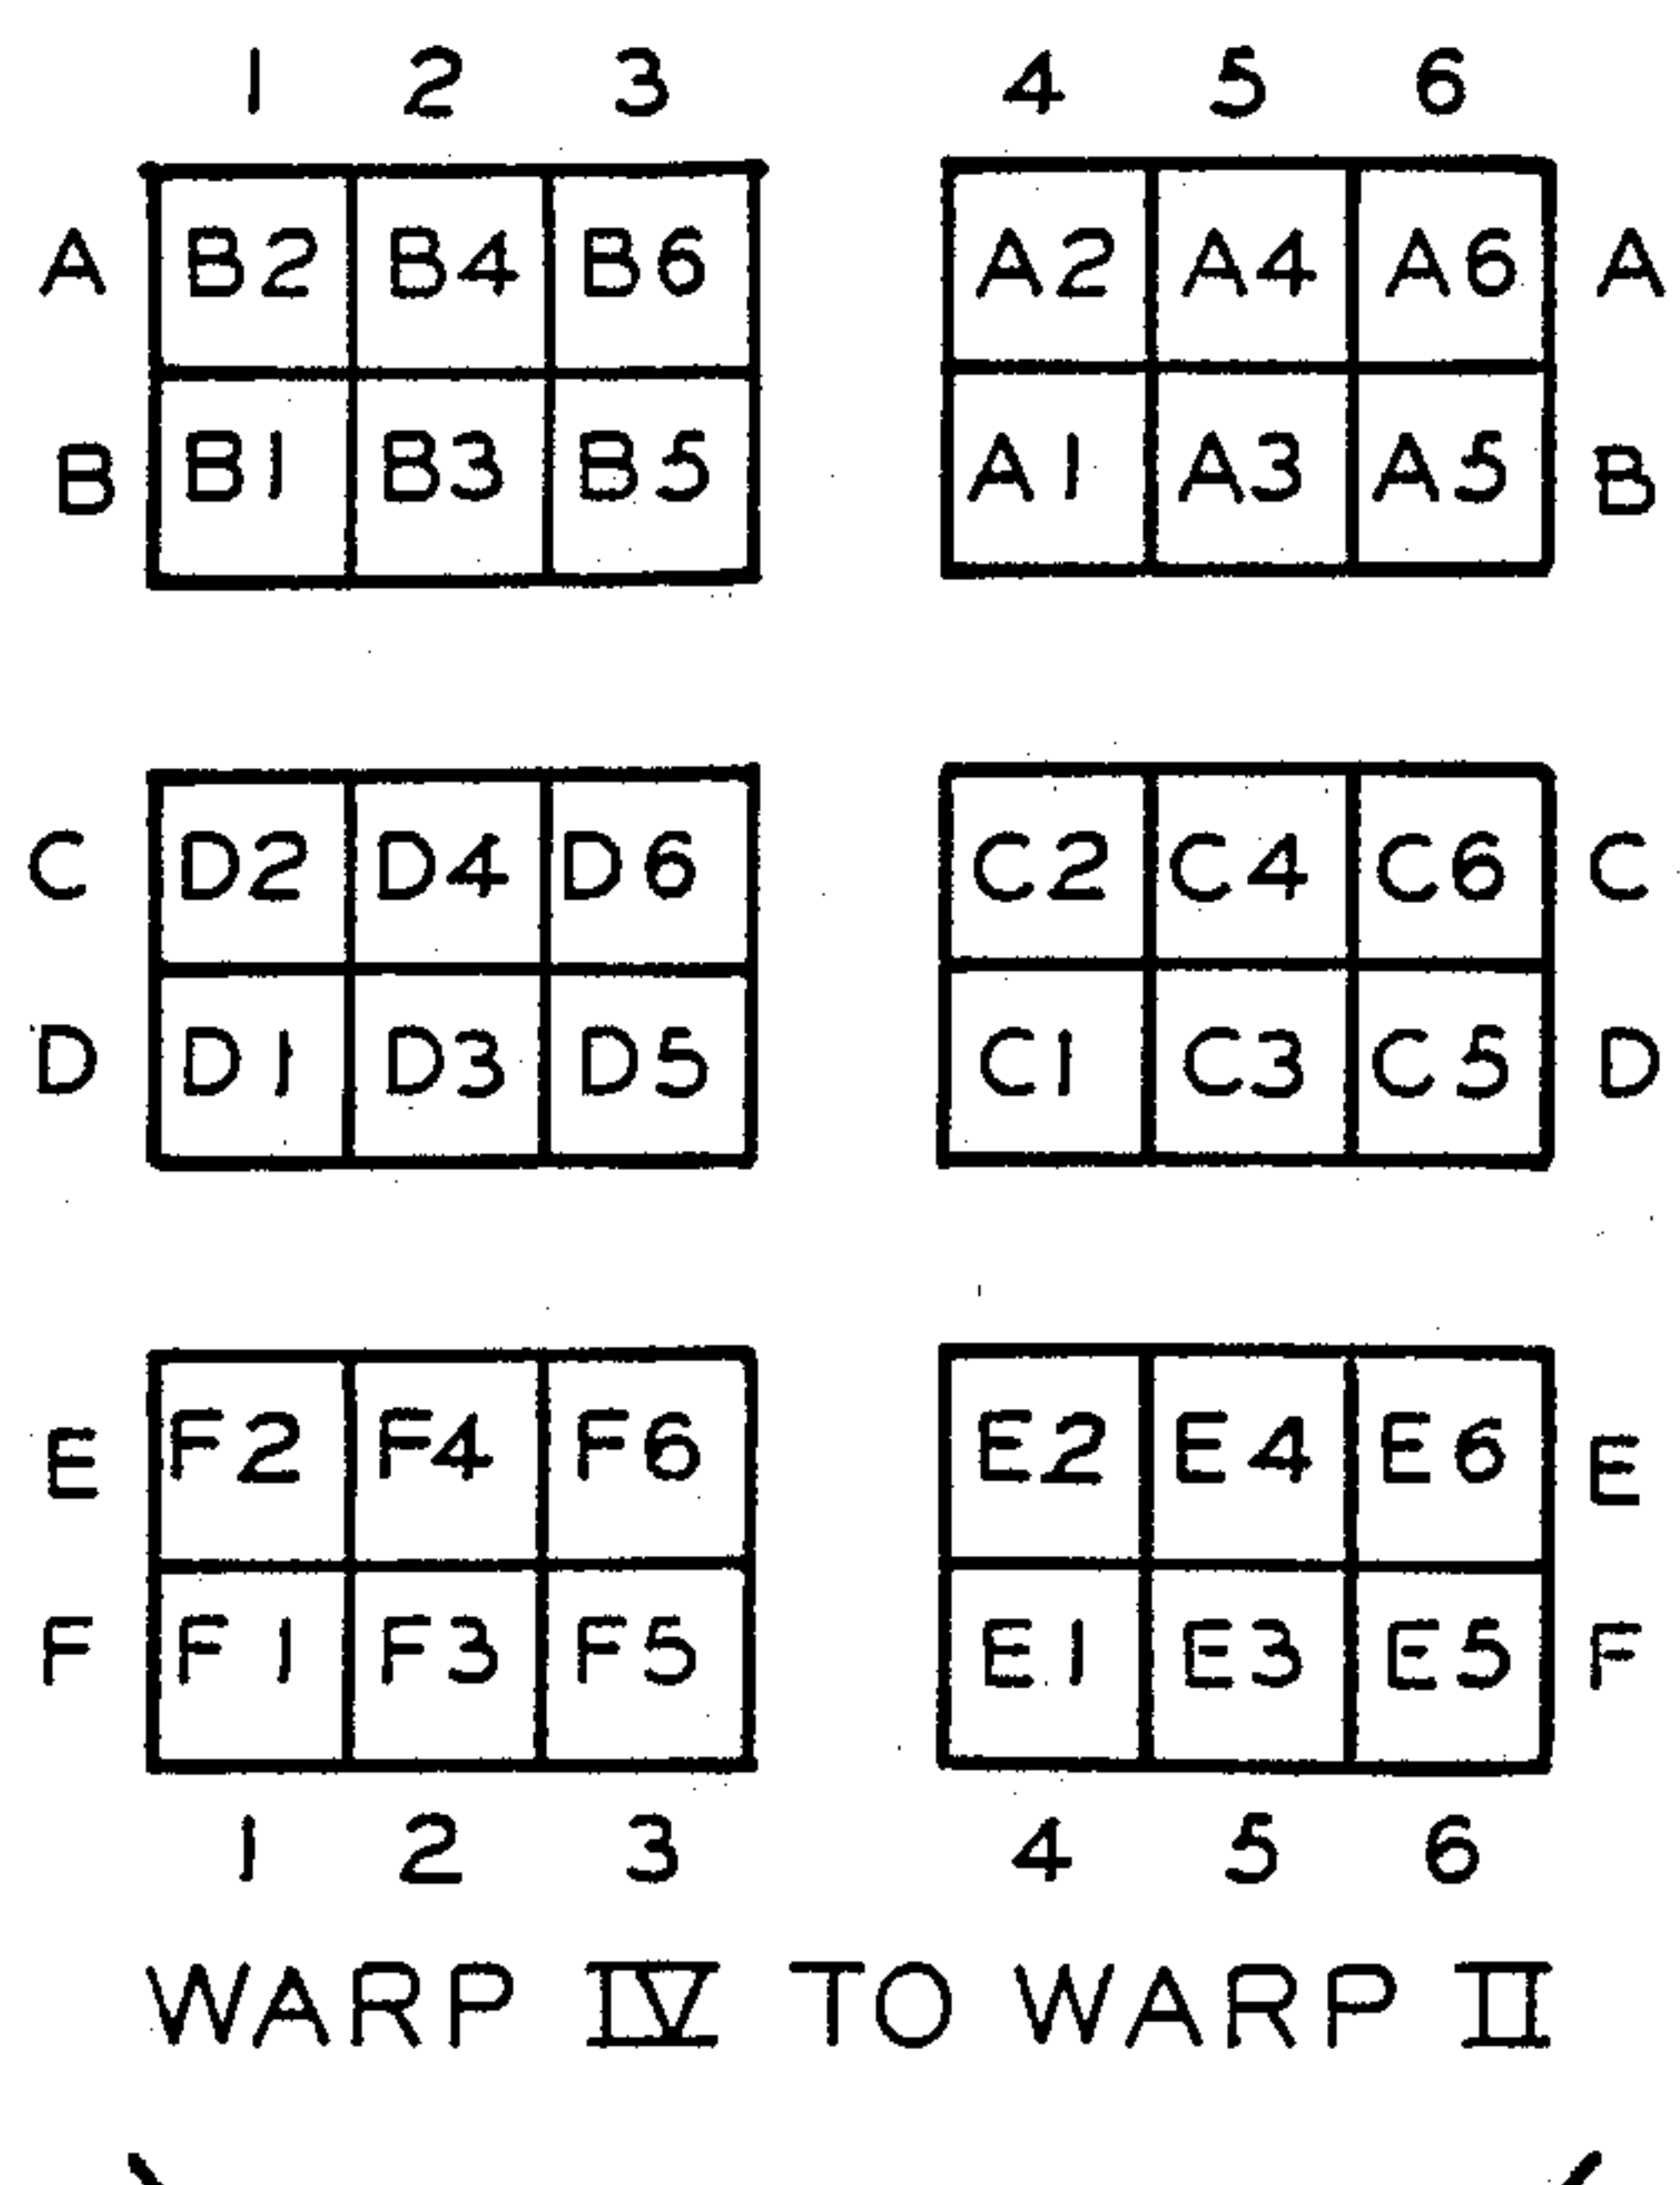 1 2 3 4 5 6
A B2 B4 B6 A2 A4 A6 A
B B1 B3 B5 A1 A3 A5 B
C D2 D4 D6 C2 C4 C6 C
D D1 D3 D5 C1 C3 C5 D
E F2 F4 F6 E2 E4 E6 E
F F1 F3 F5 E1 E3 E5 F
1 2 3 4 5 6
WARP IV TO WARP II